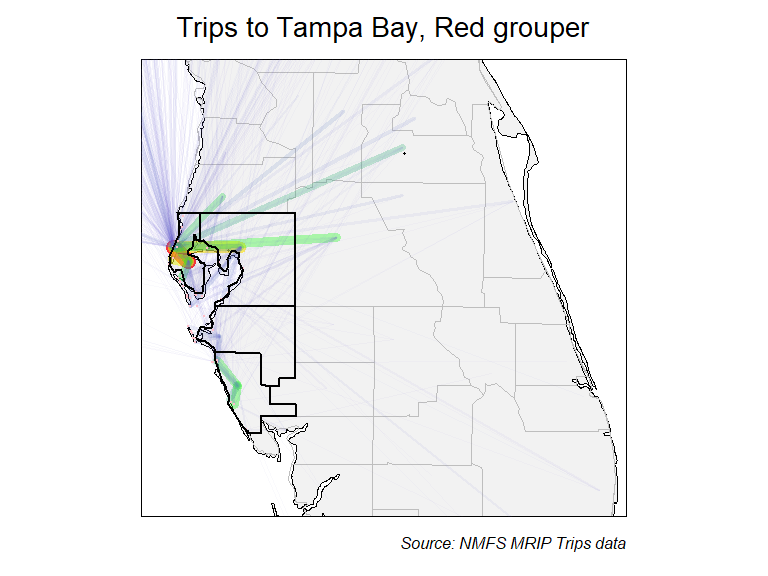 Trips to Tampa Bay, Red grouper
Source: NMFS MRIP Trips data